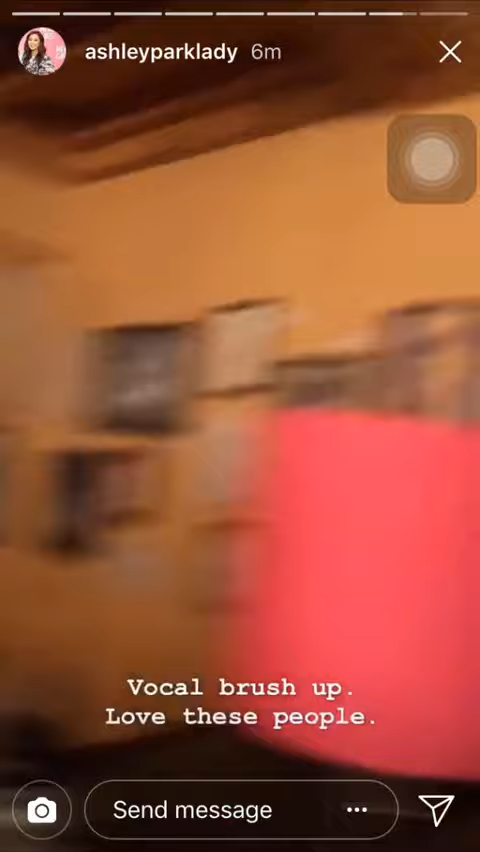 ashleyparklady 6m
Vocal brush up.
Love these people.
Send message